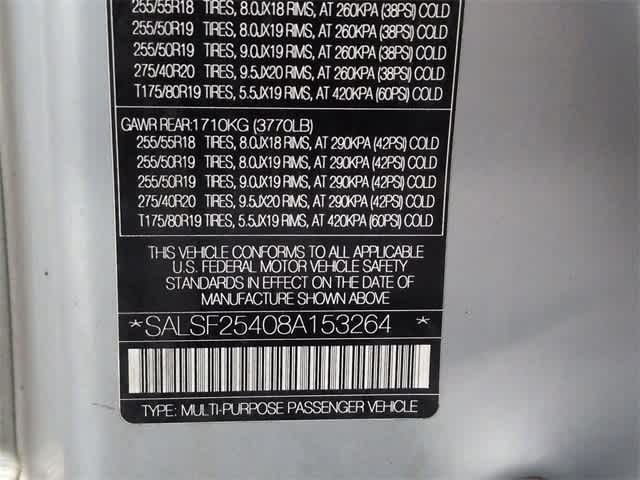 255/55R18 TIRES, 8.0JX18 RIMS, AT 260KPA (38PSI) COLD
255/50R19 TIRES, 8.0JX19 RIMS, AT 260KPA (38PSI) COLD
255/50R19 TIRES, 9.0JX19 RIMS, AT 260KPA (38PSI) COLD
275/40R20 TIRES, 9.5JX20 RIMS, AT 260KPA (38PSI) COLD
T175/80R19 TIRES, 5.5JX19 RIMS, AT 420KPA (60PSI) COLD
GAWR REAR:1710KG (3770LB)
255/55R18 TIRES, 8.0JX18 RIMS, AT 290KPA (42PSI) COLD
255/50R19 TIRES, 8.0JX19 RIMS, AT 290KPA (42PSI) COLD
255/50R19 TIRES, 9.0JX19 RIMS, AT 290KPA (42PSI) COLD
275/40R20 TIRES, 9.5JX20 RIMS, AT 290KPA (42PSI) COLD
T175/80R19 TIRES, 5.5JX19 RIMS, AT 420KPA (60PSI) COLD
THIS VEHICLE CONFORMS TO ALL APPLICABLE
U.S. FEDERAL MOTOR VEHICLE SAFETY
STANDARDS IN EFFECT ON THE DATE OF
MANUFACTURE SHOWN ABOVE
*SALSF25408A153264 *
TYPE: MULTI-PURPOSE PASSENGER VEHICLE